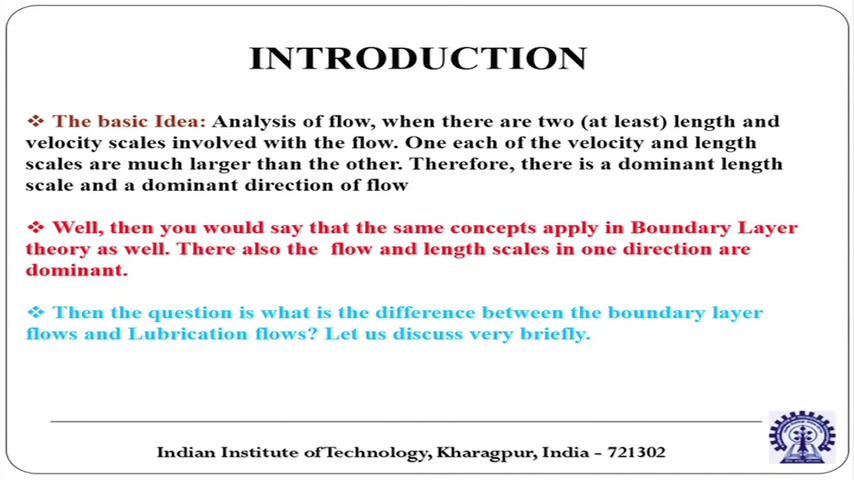 INTRODUCTION
❖ The basic Idea: Analysis of flow, when there are two (at least) length and
velocity scales involved with the flow. One each of the velocity and length
scales are much larger than the other. Therefore, there is a dominant length
scale and a dominant direction of flow
❖ Well, then you would say that the same concepts apply in Boundary Layer
theory as well. There also the flow and length scales in one direction are
dominant.
❖ Then the question is what is the difference between the boundary layer
flows and Lubrication flows? Let us discuss very briefly.
Indian Institute of Technology, Kharagpur, India - 721302